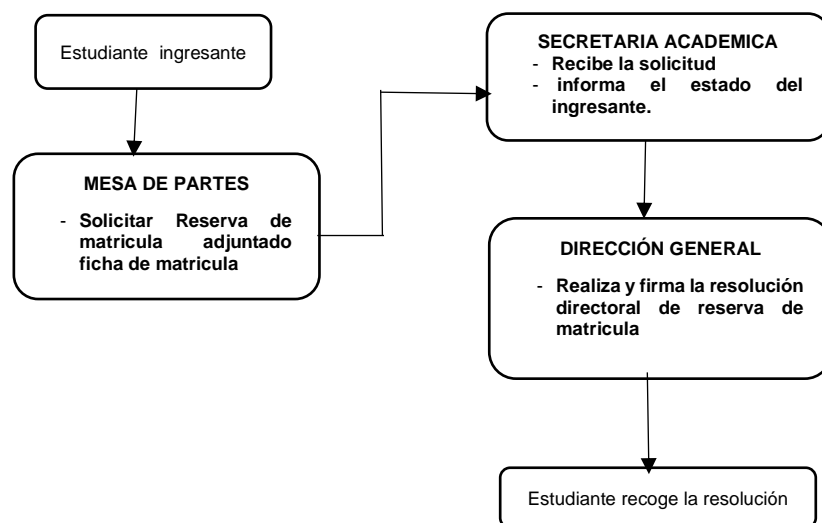 Estudiante ingresante
MESA DE PARTES
- Solicitar Reserva de
matricula adjuntado
ficha de matricula
SECRETARIA ACADEMICA
- Recibe la solicitud
- informa el estado del
ingresante.
DIRECCIÓN GENERAL
- Realiza y firma la resolución
directoral de reserva de
matricula
Estudiante recoge la resolución